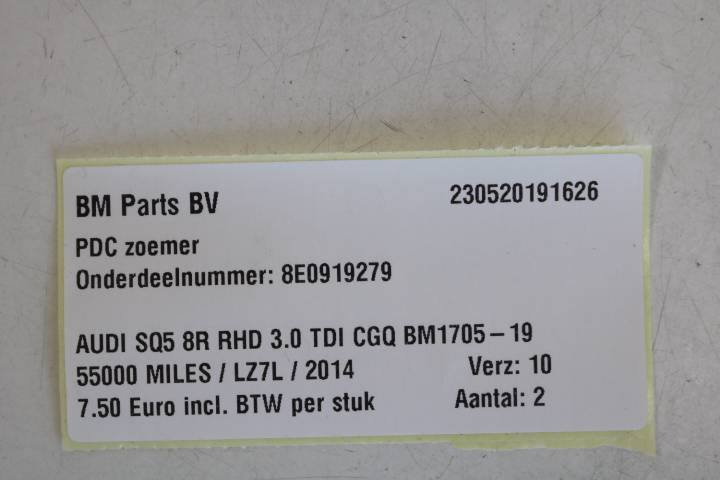 BM Parts BV 230520191626
PDC zoemer
Onderdeelnummer: 8E0919279
AUDI SQ5 8R RHD 3.0 TDI CGQ BM1705-19
55000 MILES / LZ7L / 2014 Verz: 10
7.50 Euro incl. BTW per stuk Aantal: 2